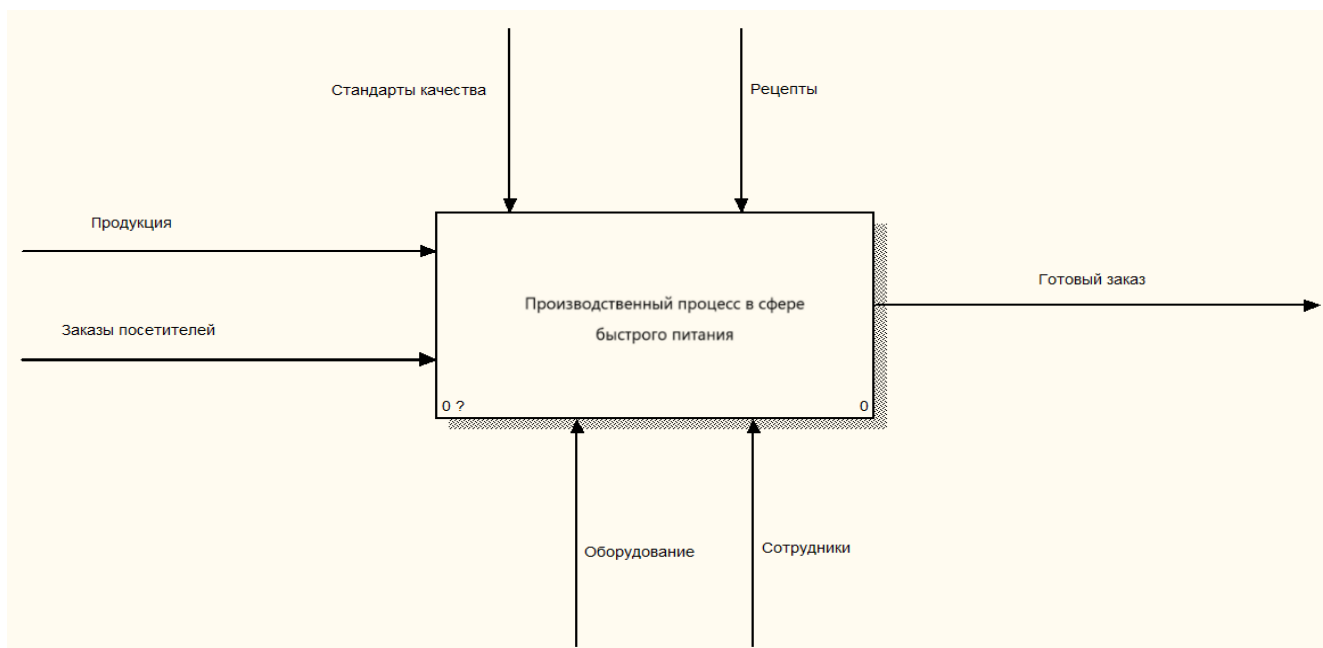 Стандарты качества
Рецепты
Продукция
Заказы посетителей
Производственный процесс в сфере
быстрого питания
0 ?
0
Готовый заказ
Оборудование
Сотрудники